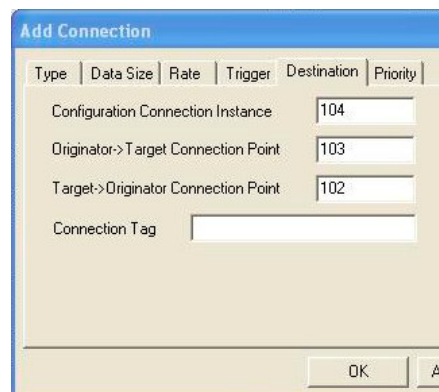 Add Connection
Type Data Size Rate Trigger Destination Priority
Configuration Connection Instance 104
Originator->Target Connection Point 103
Target->Originator Connection Point 102
Connection Tag
OK